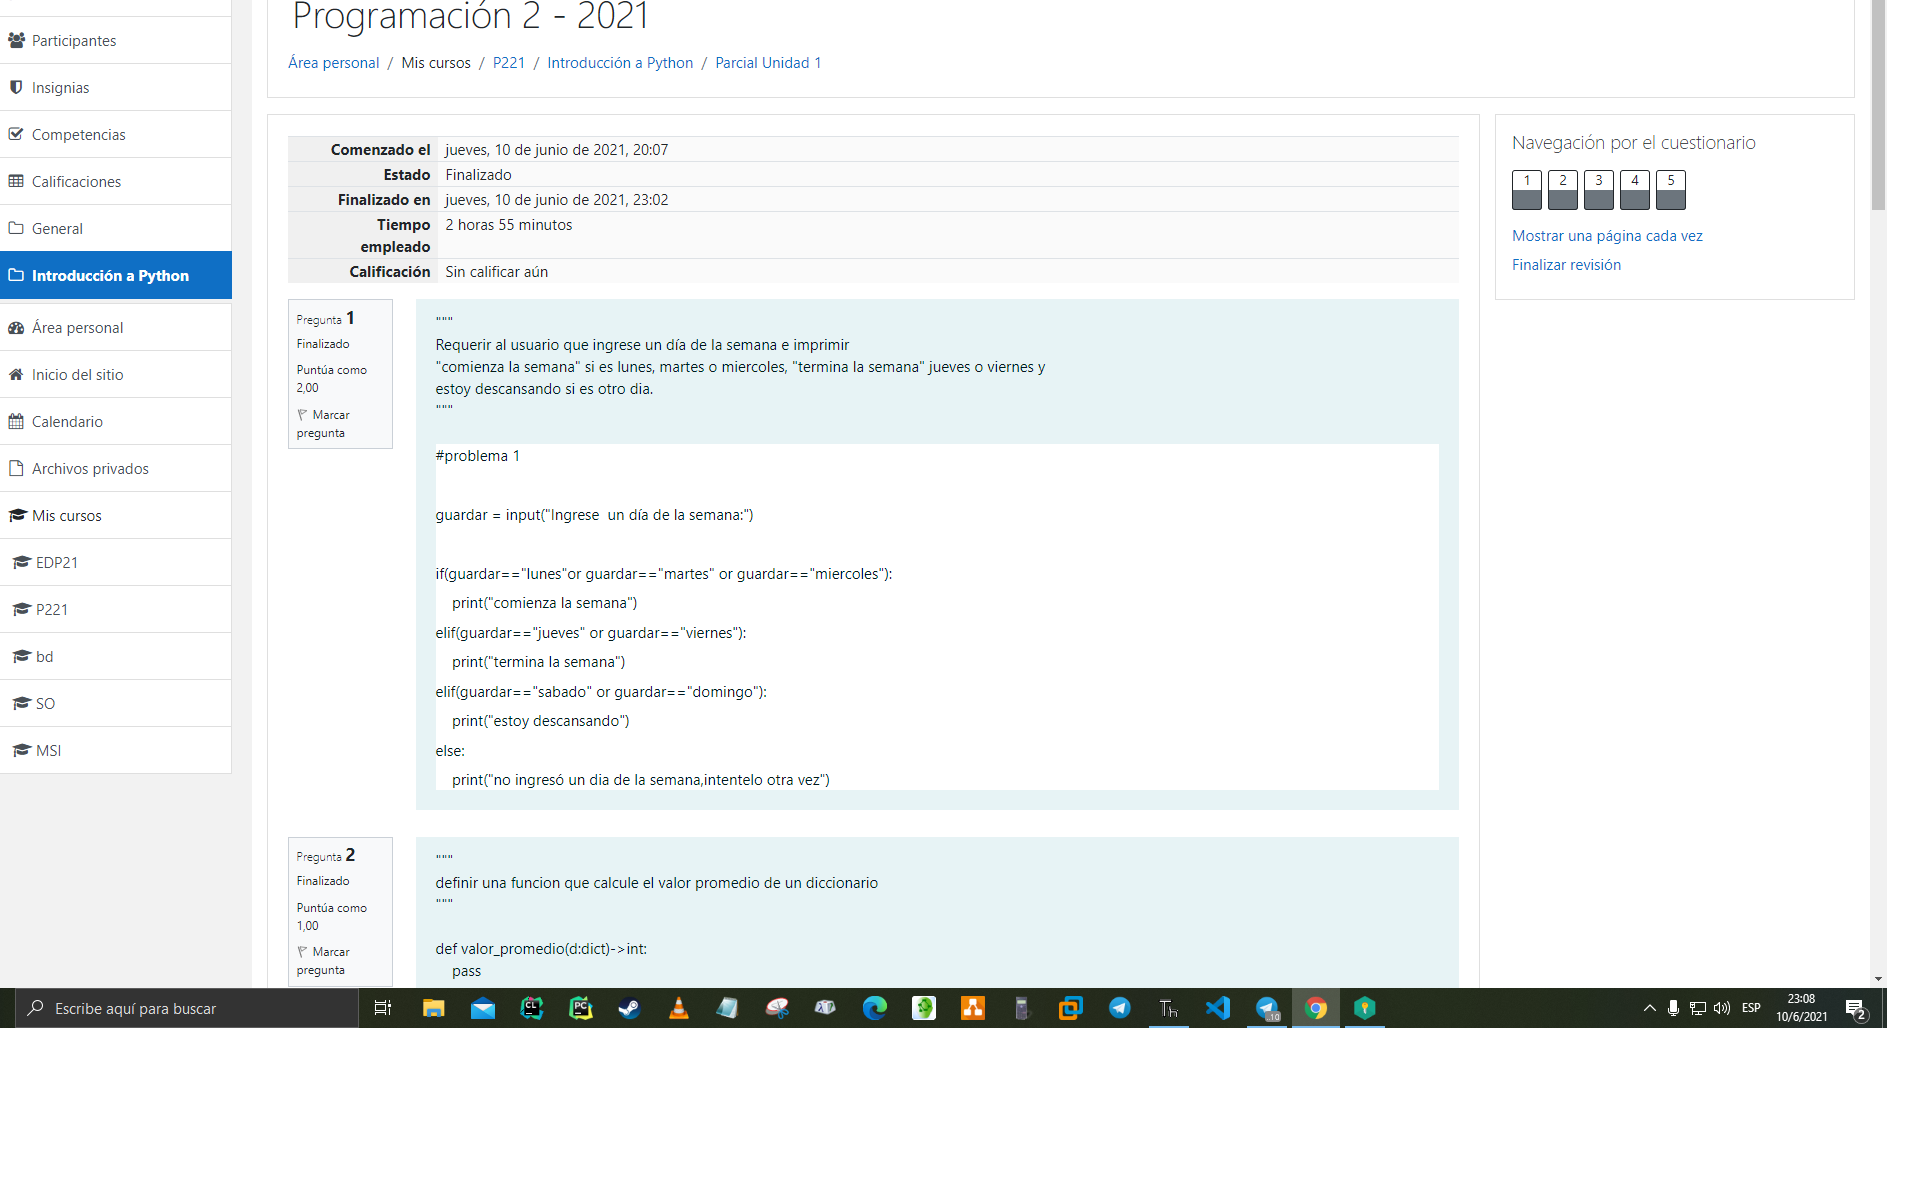 Programación 2 - 2021
Área personal / Mis cursos / P221 / Introducción a Python / Parcial Unidad 1
Participantes
Insignias
Competencias
Calificaciones
General
Introducción a Python
Área personal
Inicio del sitio
Calendario
Archivos privados
Mis cursos
EDP21
P221
bd
SO
MSI
Comenzado el jueves, 10 de junio de 2021, 20:07
Estado Finalizado
Finalizado en jueves, 10 de junio de 2021, 23:02
Tiempo empleado 2 horas 55 minutos
Calificación Sin calificar aún
Pregunta 1
Finalizado
Puntúa como
2,00
Marcar
pregunta
"""
Requerir al usuario que ingrese un día de la semana e imprimir
"comienza la semana" si es lunes, martes o miercoles, "termina la semana" jueves o viernes y
estoy descansando si es otro dia.
"""
#problema 1
guardar = input("Ingrese  un día de la semana:")
if(guardar=="lunes"or guardar=="martes" or guardar=="miercoles"):
    print("comienza la semana")
elif(guardar=="jueves" or guardar=="viernes"):
    print("termina la semana")
elif(guardar=="sabado" or guardar=="domingo"):
    print("estoy descansando")
else:
    print("no ingresó un dia de la semana,intentelo otra vez")
Pregunta 2
Finalizado
Puntúa como
1,00
Marcar
pregunta
"""
definir una funcion que calcule el valor promedio de un diccionario
"""
def valor_promedio(d:dict)->int:
    pass
Navegación por el cuestionario
1 2 3 4 5
Mostrar una página cada vez
Finalizar revisión
Escribe aquí para buscar
CL
PC
Th
.10
ESP
23:08
10/6/2021
2